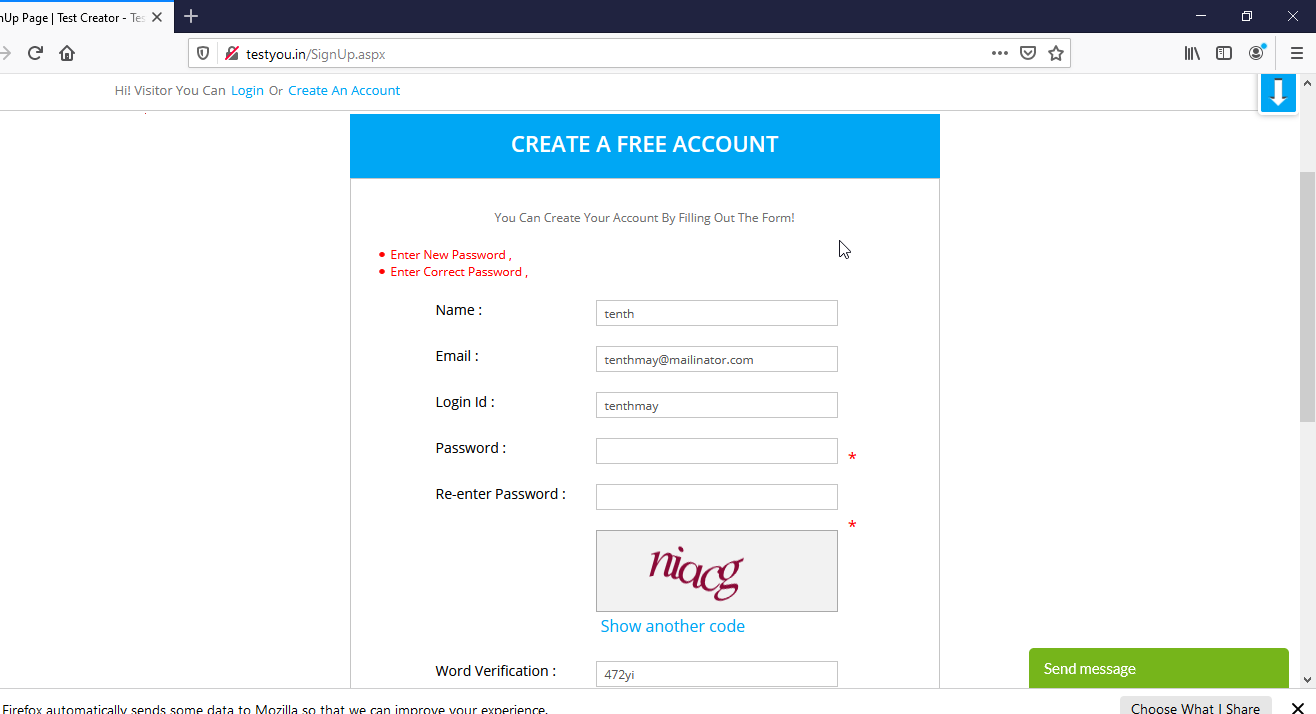 nUp Page | Test Creator - Tes
testyou.in/SignUp.aspx
Hi! Visitor You Can Login Or Create An Account
CREATE A FREE ACCOUNT
You Can Create Your Account By Filling Out The Form!
Enter New Password ,
Enter Correct Password ,
Name : tenth
Email : tenthmay@mailinator.com
Login Id : tenthmay
Password : *
Re-enter Password :
*
niacg
Show another code
Word Verification : 472yi
Send message
Firefox automatically sends some data to Mozilla so that we can improve your experience.
Choose What I Share